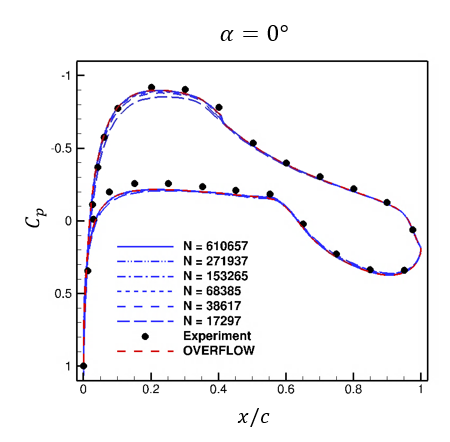 α = 0°
-1
-0.5
0
0.5
1
C_p
N = 610657
N = 271937
N = 153265
N = 68385
N = 38617
N = 17297
Experiment
OVERFLOW
0 0.2 0.4 0.6 0.8 1
x/c